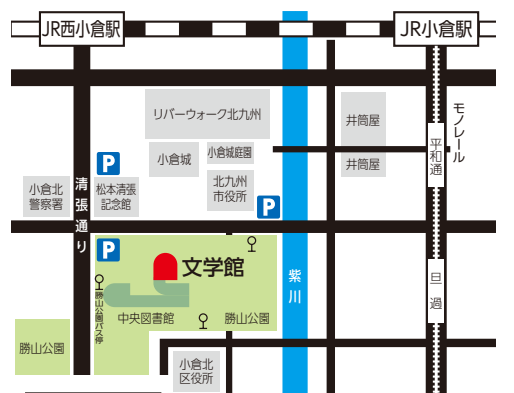 JR西小倉駅
JR小倉駅
リバーウォーク北九州
井筒屋
モノレール
小倉城
小倉城庭園
平和通
井筒屋
P
小倉北
警察署
清張通り
松本清張
記念館
北九州
市役所
P
P
文学館
紫川
旦過
勝山公園バス停
中央図書館
勝山公園
勝山公園
小倉北
区役所